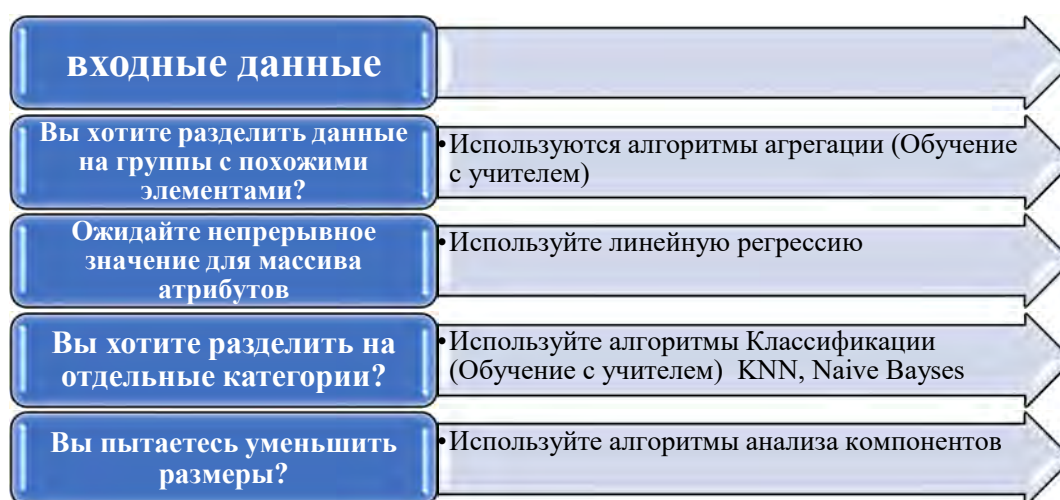 входные данные
Вы хотите разделить данные
на группы с похожими
элементами?
•Используются алгоритмы агрегации (Обучение
с учителем)
Ожидайте непрерывное
значение для массива
атрибутов
•Используйте линейную регрессию
Вы хотите разделить на
отдельные категории?
•Используйте алгоритмы Классификации
(Обучение с учителем) KNN, Naive Bayses
Вы пытаетесь уменьшить
размеры?
•Используйте алгоритмы анализа компонентов